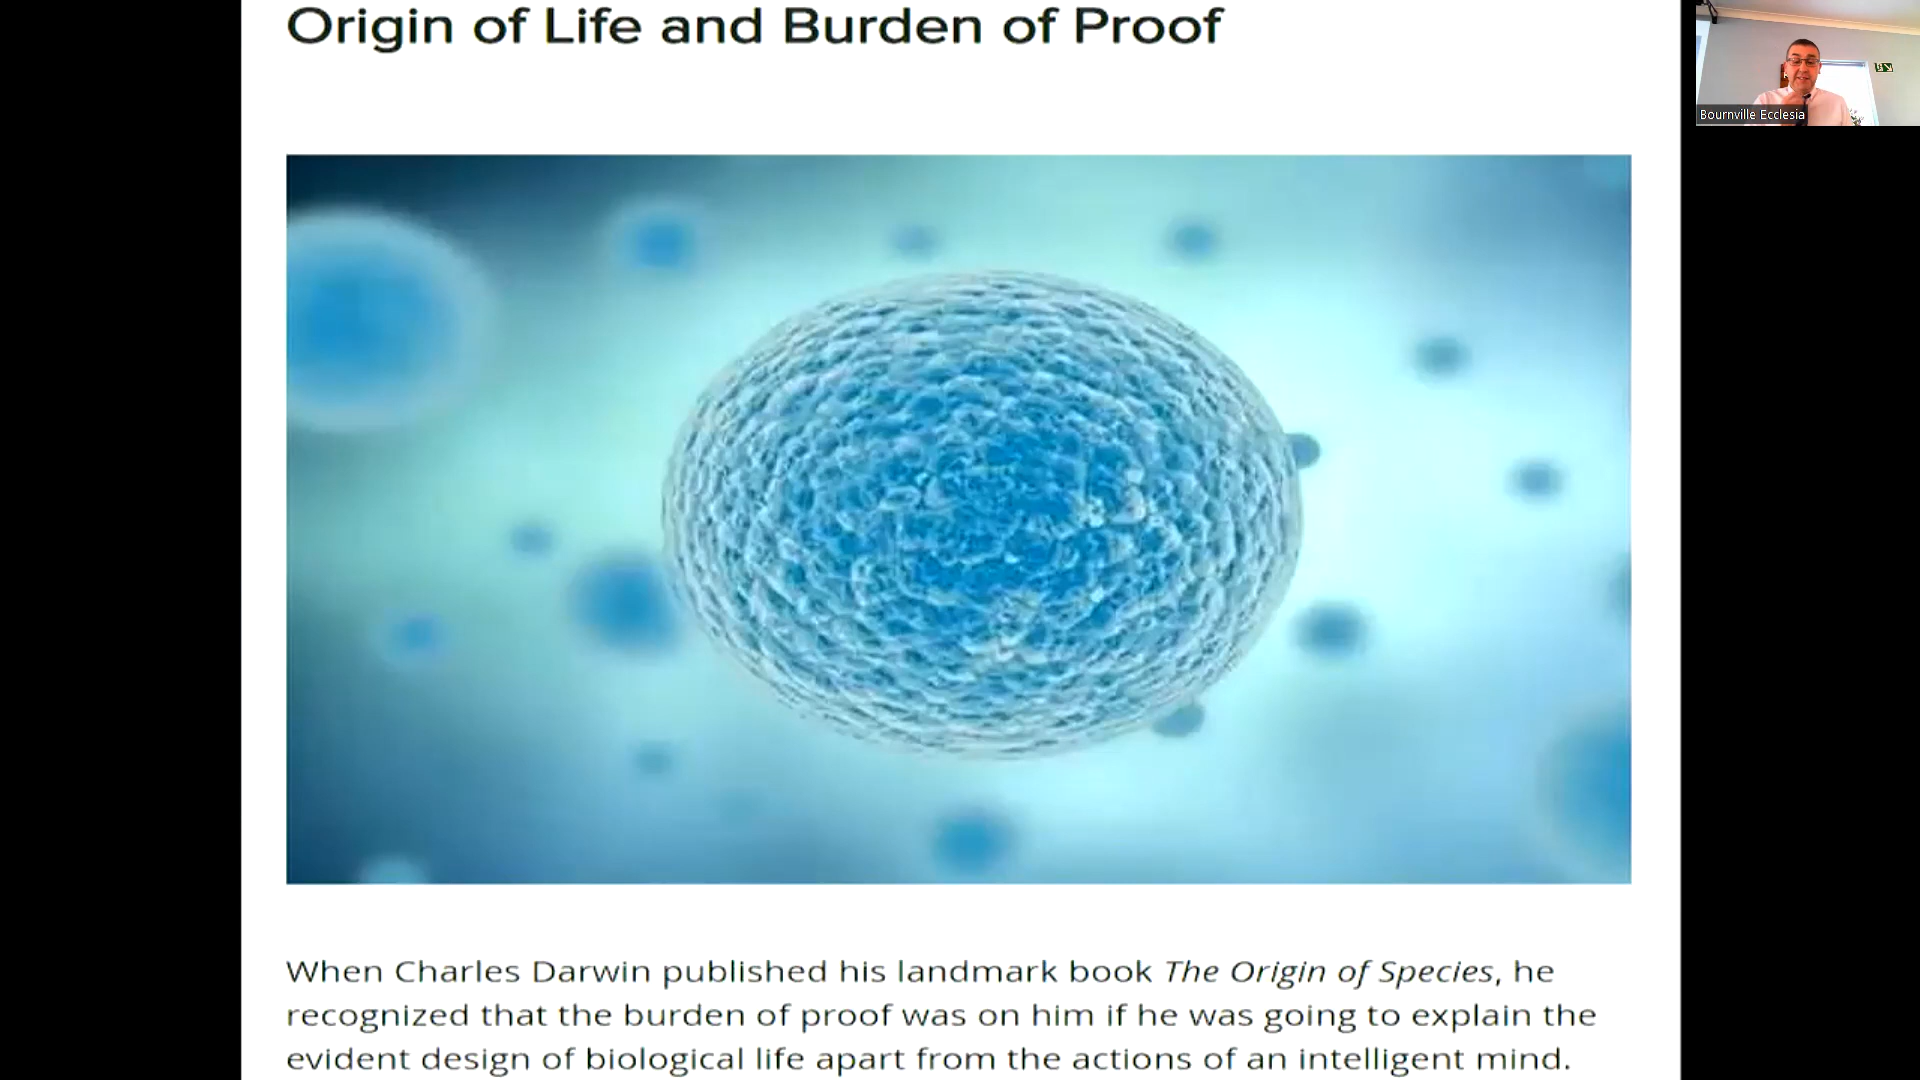 Origin of Life and Burden of Proof
Bournville Ecclesia
When Charles Darwin published his landmark book The Origin of Species, he
recognized that the burden of proof was on him if he was going to explain the
evident design of biological life apart from the actions of an intelligent mind.